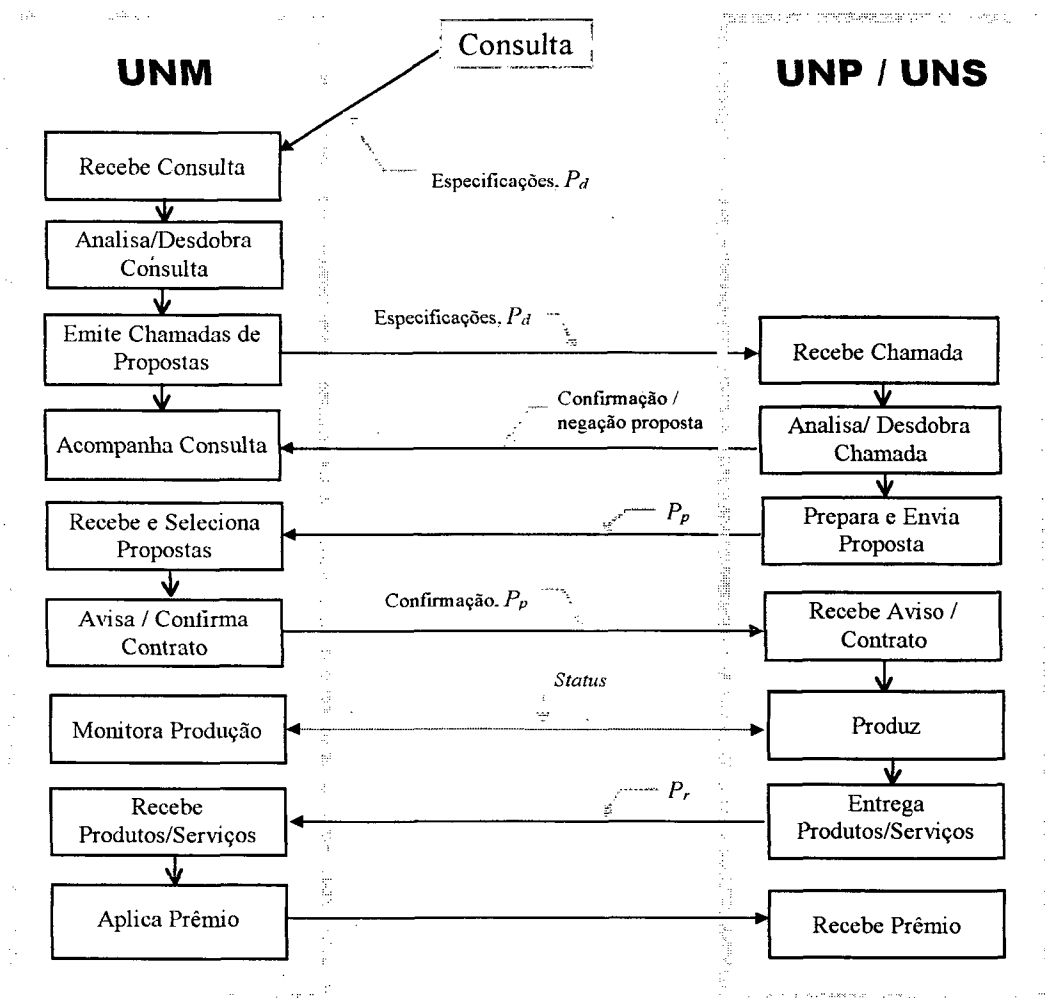 Consulta
UNM
UNP / UNS
Recebe Consulta
Especificações. Pd
Analisa/Desdobra
Consulta
Emite Chamadas de
Propostas
Especificações. Pd
Recebe Chamada
Acompanha Consulta
Confirmação /
negação proposta
Analisa/ Desdobra
Chamada
Recebe e Seleciona
Propostas
Pp
Prepara e Envia
Proposta
Avisa / Confirma
Contrato
Confirmação. Pp
Recebe Aviso /
Contrato
Status
Monitora Produção
Produz
Recebe
Produtos/Serviços
Pr
Entrega
Produtos/Serviços
Aplica Prêmio
Recebe Prêmio